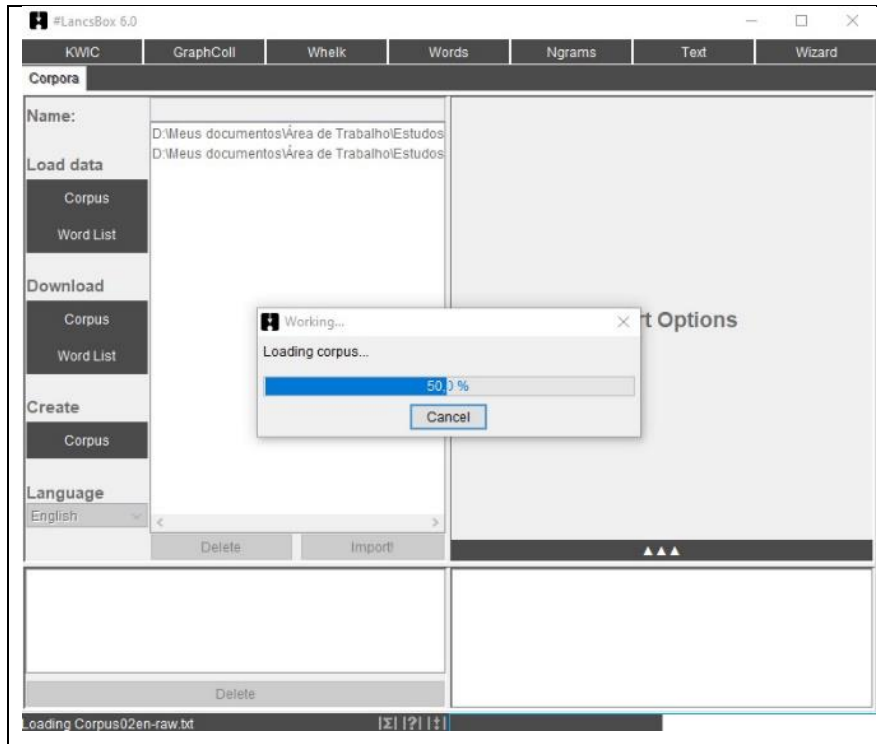 #LancsBox 6.0
KWIC GraphColl Whelk Words Ngrams Text Wizard
Corpora
Name:
D:\Meus documentos\Área de Trabalho\Estudos
D:\Meus documentos\Área de Trabalho\Estudos
Load data
Corpus
Word List
Download
Corpus
Word List
Working...
Loading corpus...
50,0 %
Cancel
rt Options
Create
Corpus
Language
English
Delete Import!
▲▲▲
Delete
Loading Corpus02en-raw.txt |Σ| |?| |‡|